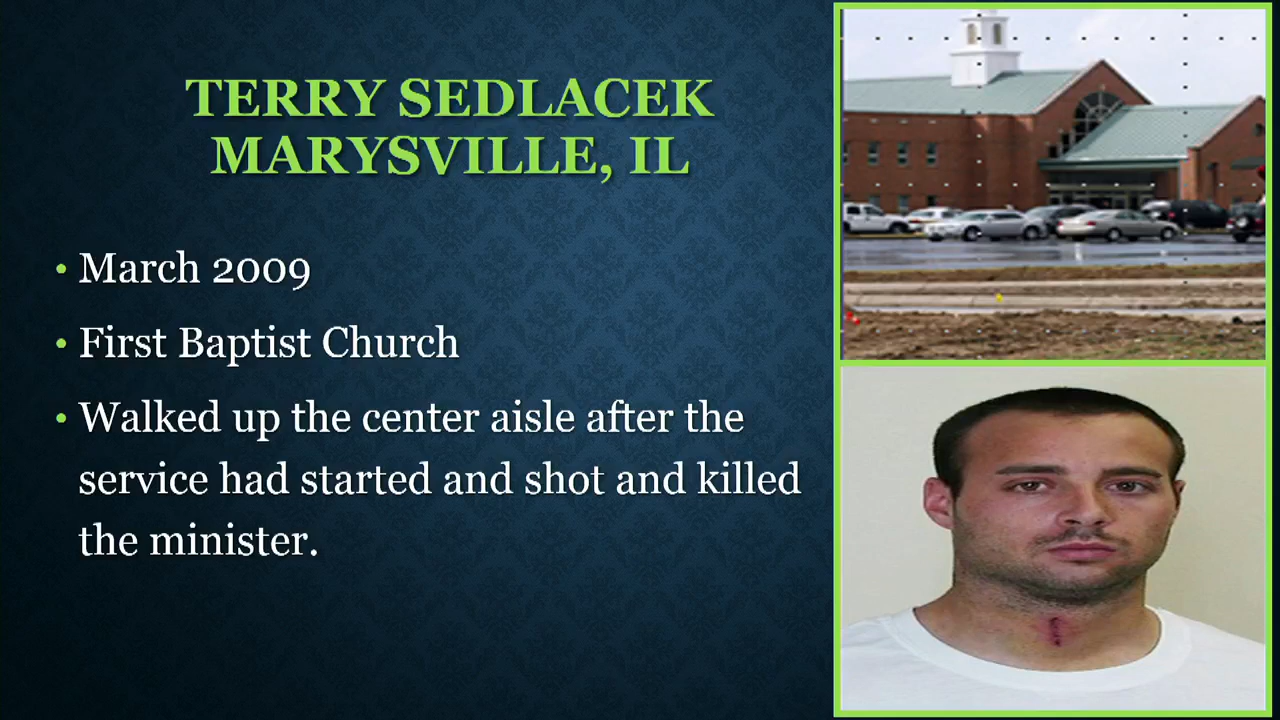 TERRY SEDLACEK
MARYSVILLE, IL
• March 2009
• First Baptist Church
• Walked up the center aisle after the
service had started and shot and killed
the minister.